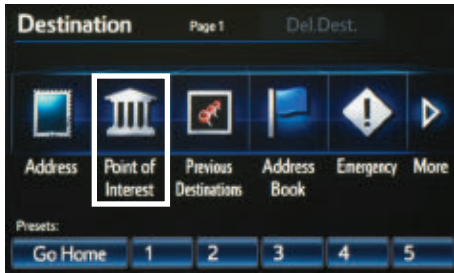 Destination Page 1 Del.Dest.
Address Point of Interest Previous Destinations Address Book Emergency More
Presets:
Go Home 1 2 3 4 5